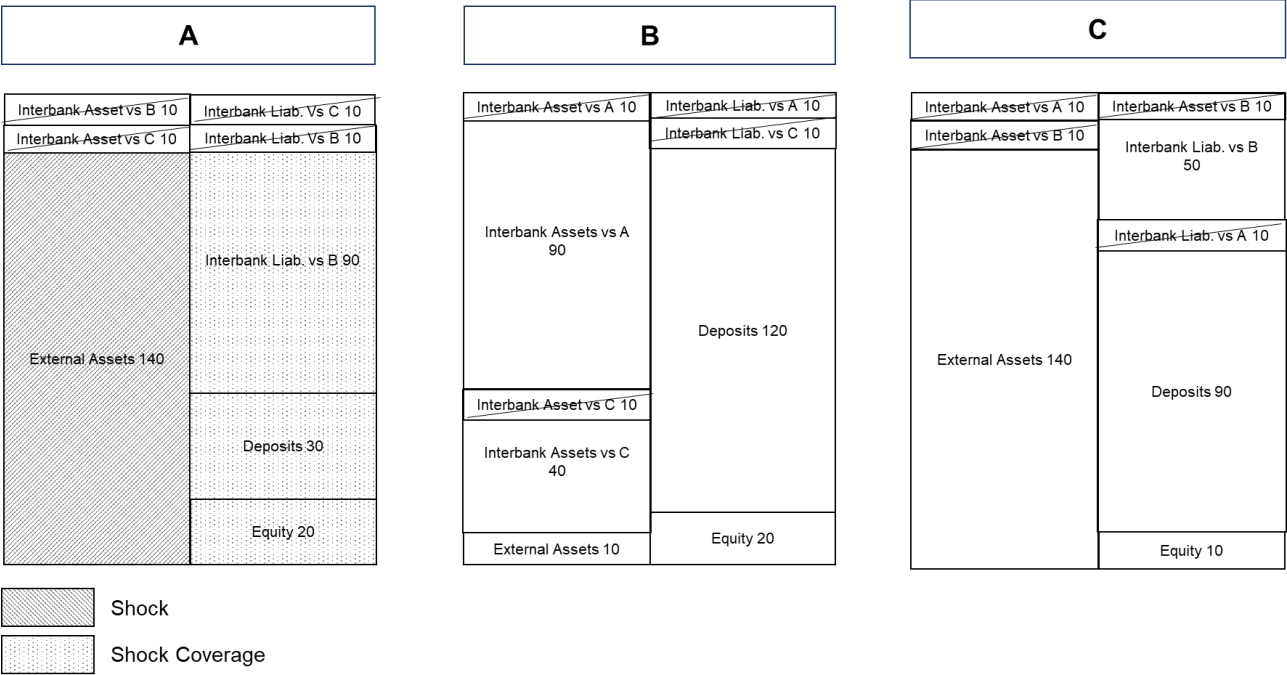 A
B
C
Interbank Asset vs B 10
Interbank Liab. Vs C 10
Interbank Asset vs C 10
Interbank Liab. Vs B 10
External Assets 140
Interbank Liab. vs B 90
Deposits 30
Equity 20
Interbank Asset vs A 10
Interbank Liab. vs A 10
Interbank Liab. vs C 10
Interbank Assets vs A
90
Deposits 120
Interbank Asset vs C 10
Interbank Assets vs C
40
External Assets 10
Equity 20
Interbank Asset vs A 10
Interbank Asset vs B 10
Interbank Asset vs B 10
Interbank Liab. vs B
50
Interbank Liab. vs A 10
External Assets 140
Deposits 90
Equity 10
Shock
Shock Coverage